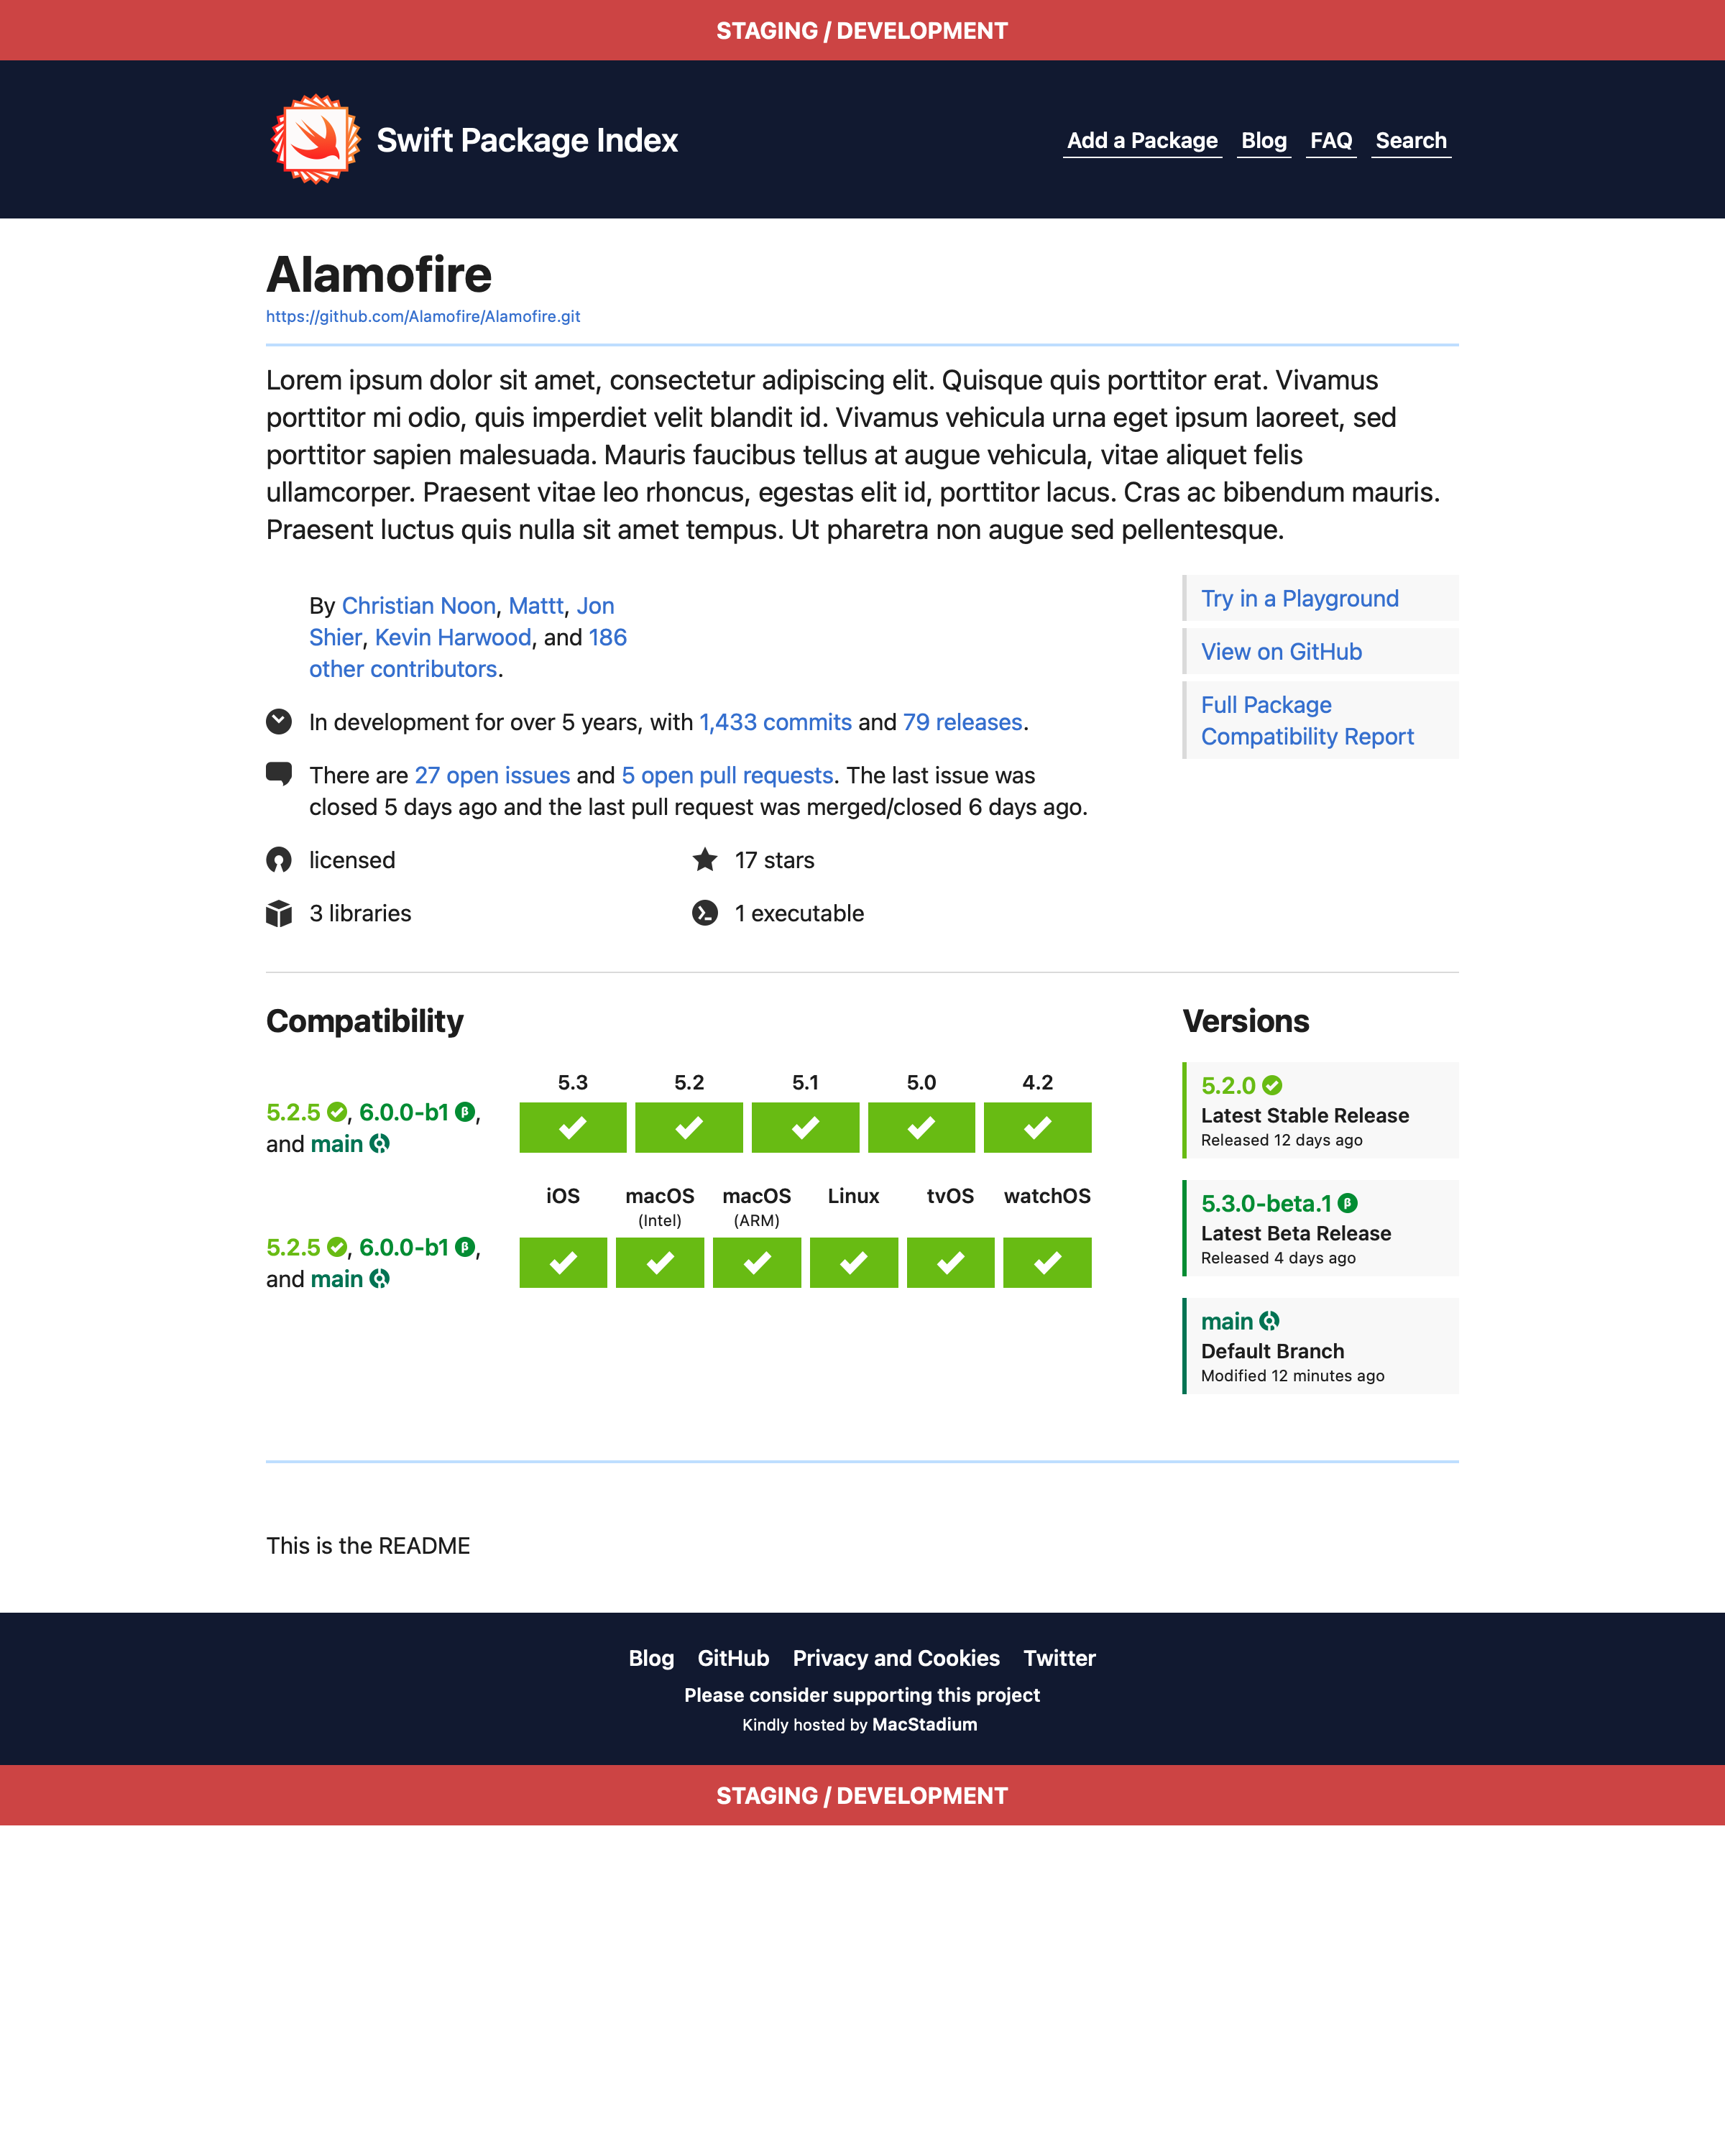 STAGING / DEVELOPMENT
Swift Package Index
Add a Package Blog FAQ Search
Alamofire
https://github.com/Alamofire/Alamofire.git
Lorem ipsum dolor sit amet, consectetur adipiscing elit. Quisque quis porttitor erat. Vivamus
porttitor mi odio, quis imperdiet velit blandit id. Vivamus vehicula urna eget ipsum laoreet, sed
porttitor sapien malesuada. Mauris faucibus tellus at augue vehicula, vitae aliquet felis
ullamcorper. Praesent vitae leo rhoncus, egestas elit id, porttitor lacus. Cras ac bibendum mauris.
Praesent luctus quis nulla sit amet tempus. Ut pharetra non augue sed pellentesque.
By Christian Noon, Mattt, Jon
Shier, Kevin Harwood, and 186
other contributors.
In development for over 5 years, with 1,433 commits and 79 releases.
There are 27 open issues and 5 open pull requests. The last issue was
closed 5 days ago and the last pull request was merged/closed 6 days ago.
licensed
17 stars
3 libraries
1 executable
Try in a Playground
View on GitHub
Full Package
Compatibility Report
Compatibility
5.3 5.2 5.1 5.0 4.2
5.2.5, 6.0.0-b1 β,
and main
iOS macOS macOS Linux tvOS watchOS
(Intel) (ARM)
5.2.5, 6.0.0-b1 β,
and main
Versions
5.2.0
Latest Stable Release
Released 12 days ago
5.3.0-beta.1 β
Latest Beta Release
Released 4 days ago
main
Default Branch
Modified 12 minutes ago
This is the README
Blog GitHub Privacy and Cookies Twitter
Please consider supporting this project
Kindly hosted by MacStadium
STAGING / DEVELOPMENT